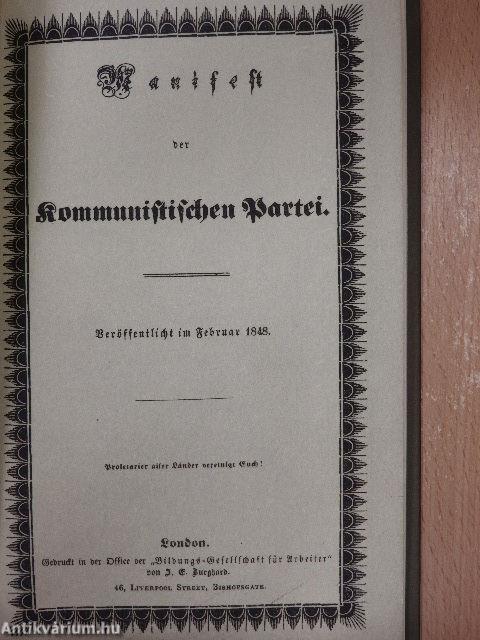 Manifest
der
Kommunistischen Partei.
Veröffentlicht im Februar 1848.
Proletarier aller Länder vereinigt Euch!
London.
Gedruckt in der Office der „Bildungs-Gesellschaft für Arbeiter"
von J. E. Burghard.
46, LIVERPOOL STREET, BISHOPSGATE.
Antikvárium.hu